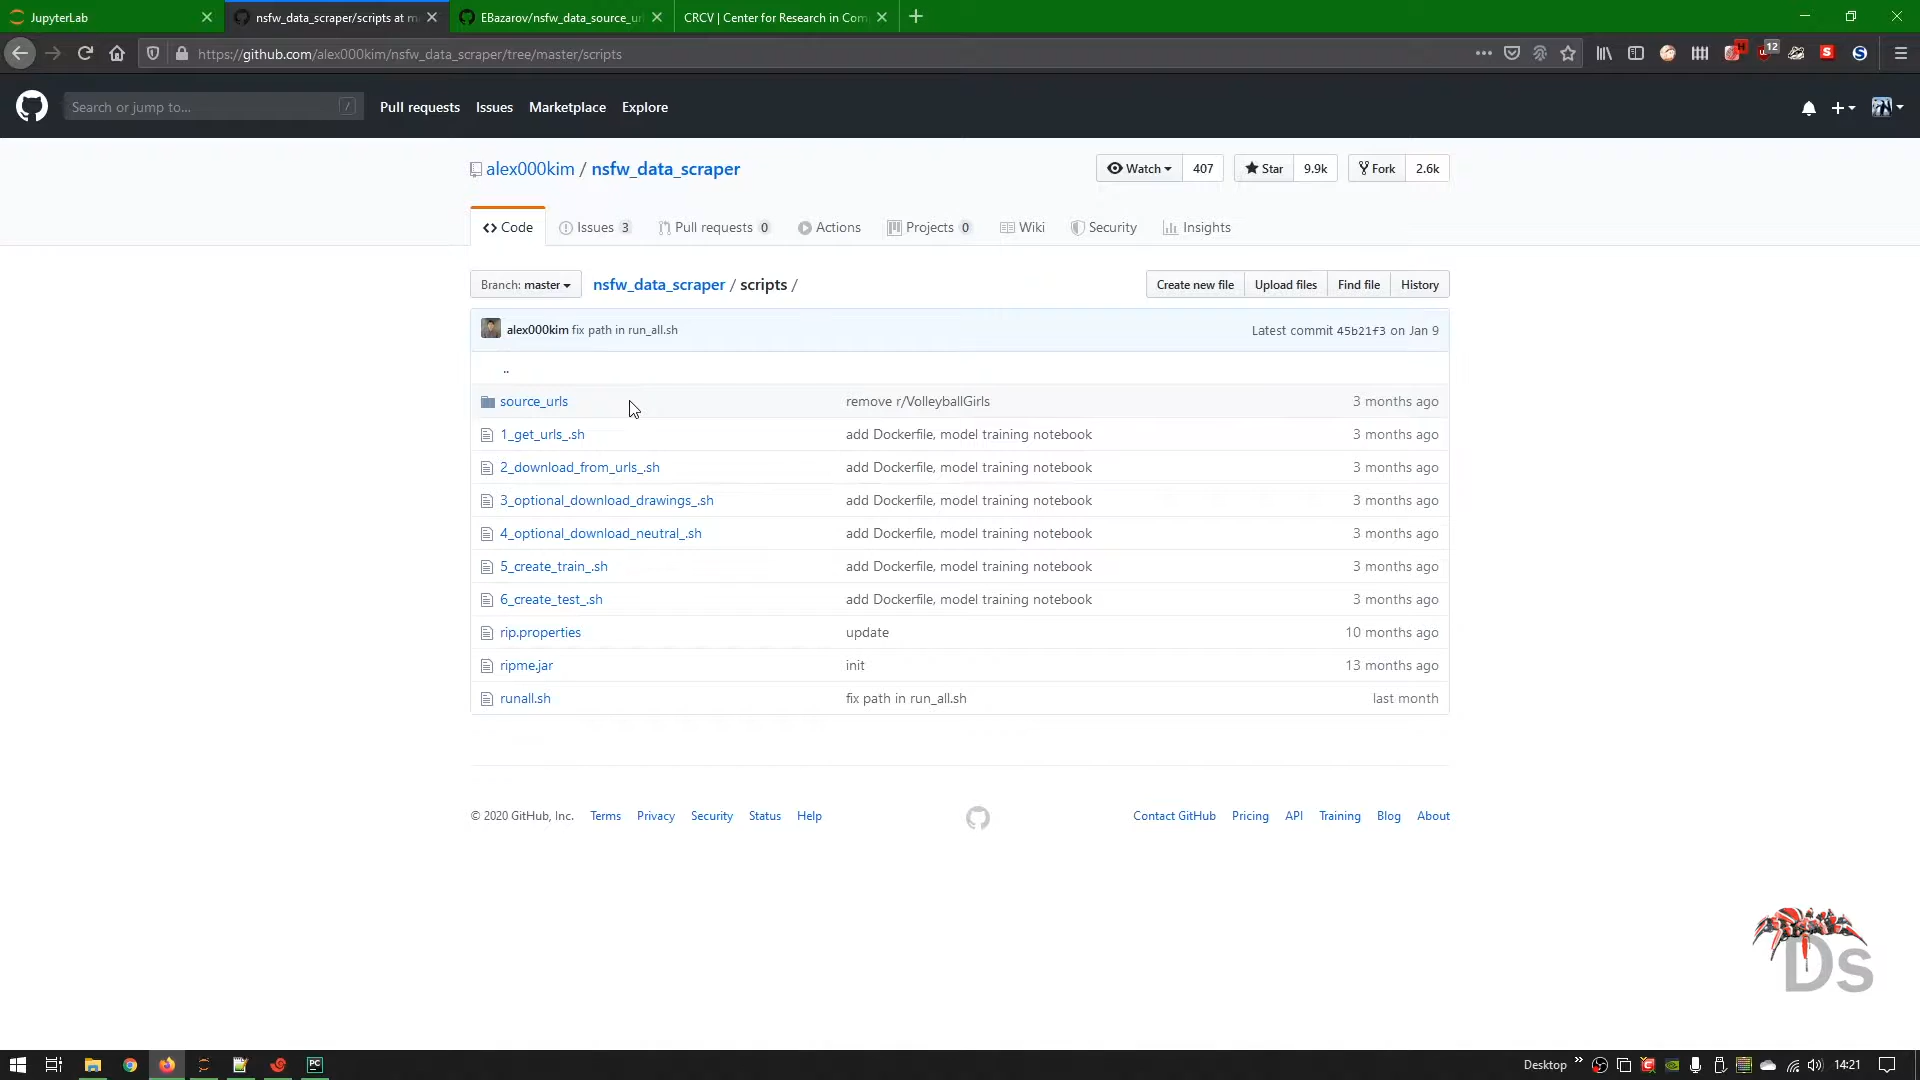 JupyterLab
nsfw_data_scraper/scripts at m
EBazarov/nsfw_data_source_ur
CRCV | Center for Research in Com
https://github.com/alex000kim/nsfw_data_scraper/tree/master/scripts
H
12
S
S
Search or jump to...
/
Pull requests
Issues
Marketplace
Explore
alex000kim / nsfw_data_scraper
Watch
407
Star
9.9k
Fork
2.6k
Code
Issues 3
Pull requests 0
Actions
Projects 0
Wiki
Security
Insights
Branch: master
nsfw_data_scraper / scripts /
Create new file
Upload files
Find file
History
alex000kim fix path in run_all.sh
Latest commit 45b21f3 on Jan 9
..
source_urls
remove r/VolleyballGirls
3 months ago
1_get_urls_.sh
add Dockerfile, model training notebook
3 months ago
2_download_from_urls_.sh
add Dockerfile, model training notebook
3 months ago
3_optional_download_drawings_.sh
add Dockerfile, model training notebook
3 months ago
4_optional_download_neutral_.sh
add Dockerfile, model training notebook
3 months ago
5_create_train_.sh
add Dockerfile, model training notebook
3 months ago
6_create_test_.sh
add Dockerfile, model training notebook
3 months ago
rip.properties
update
10 months ago
ripme.jar
init
13 months ago
runall.sh
fix path in run_all.sh
last month
© 2020 GitHub, Inc.
Terms
Privacy
Security
Status
Help
Contact GitHub
Pricing
API
Training
Blog
About
Ds
PC
Desktop
14:21